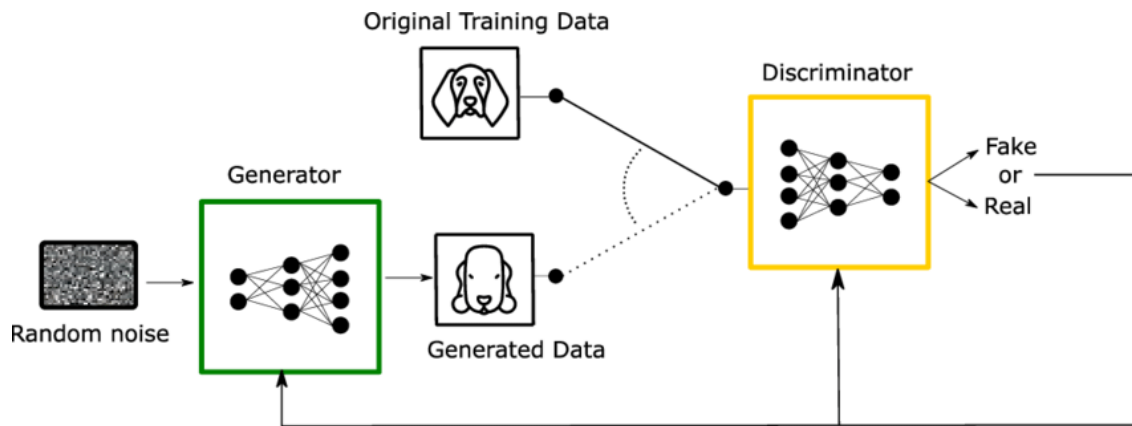 Original Training Data
Discriminator
Generator
Fake
or
Real
Random noise
Generated Data